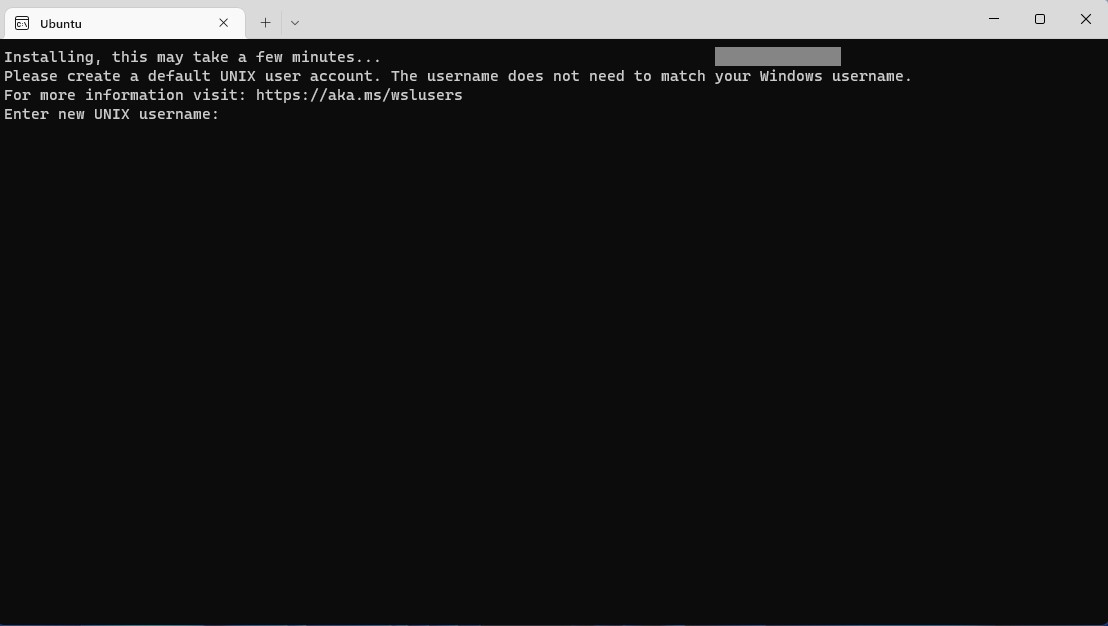 Ubuntu
Installing, this may take a few minutes...
Please create a default UNIX user account. The username does not need to match your Windows username.
For more information visit: https://aka.ms/wslusers
Enter new UNIX username: